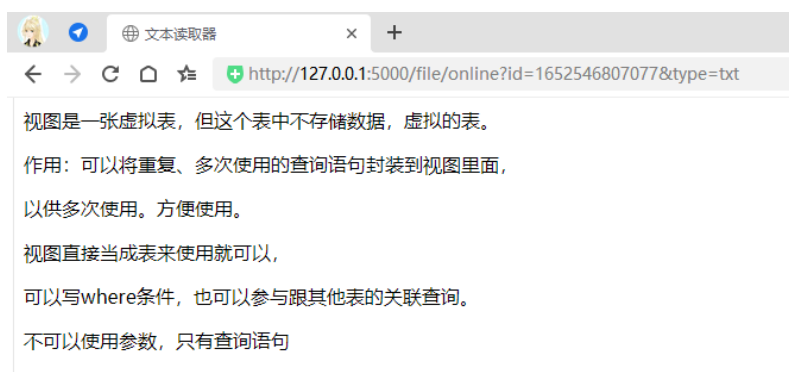 文本读取器
http://127.0.0.1:5000/file/online?id=1652546807077&type=txt
视图是一张虚拟表，但这个表中不存储数据，虚拟的表。
作用：可以将重复、多次使用的查询语句封装到视图里面，
以供多次使用。方便使用。
视图直接当成表来使用就可以，
可以写where条件，也可以参与跟其他表的关联查询。
不可以使用参数，只有查询语句